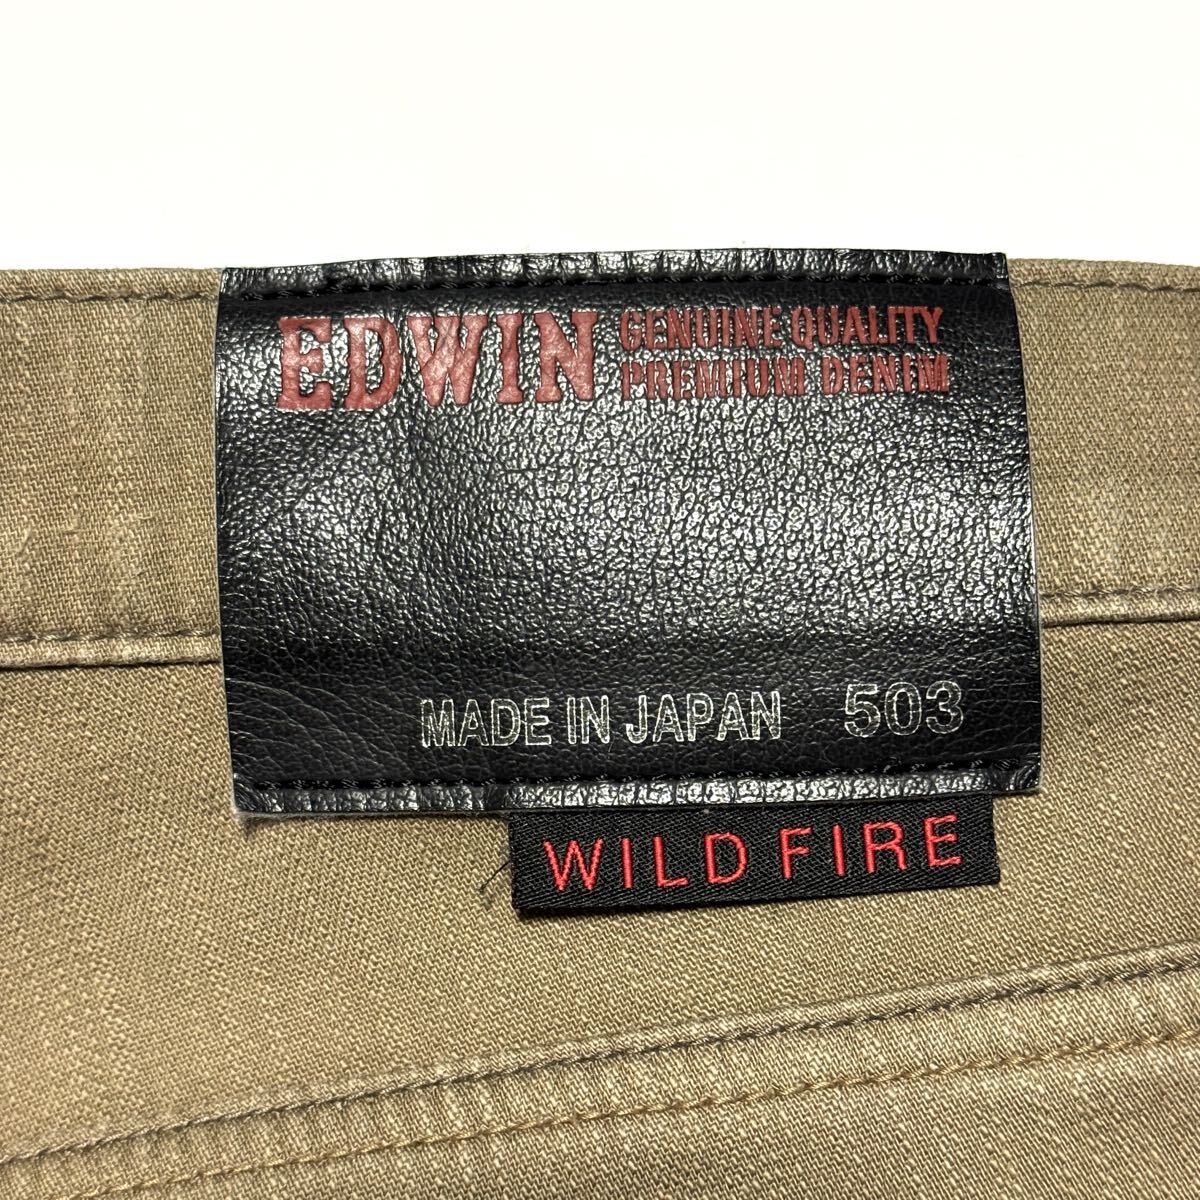 EDWIN GENUINE QUALITY
PREMIUM DENIM
MADE IN JAPAN 503
WILD FIRE